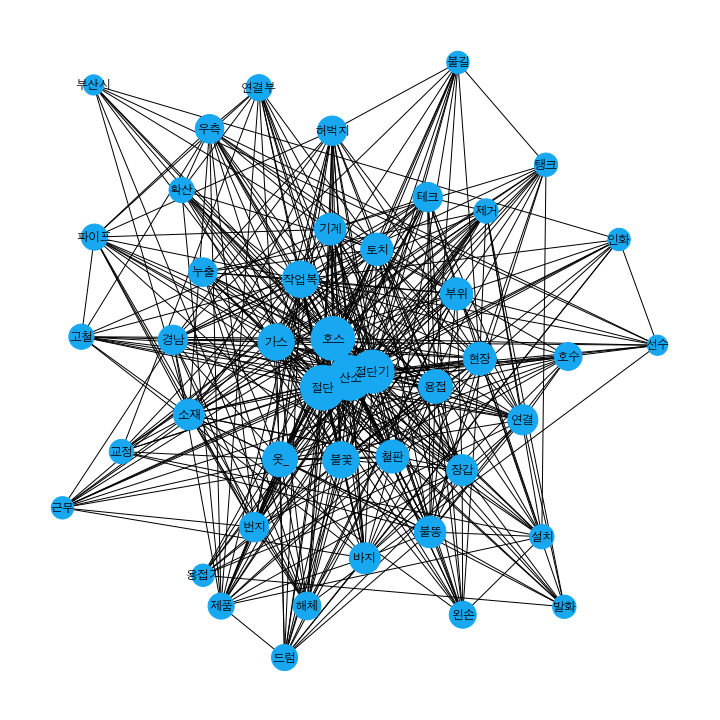 불길
부산시
연결부
우측
허벅지
탱크
확산
테크
제거
파이프
기계
인화
토치
누출
작업복
부위
고철
경남
가스
호스
선수
현장
호수
산소
절단기
절단
용접
소재
연결
교정
옷_
불꽃
철판
장갑
근무
번지
불똥
설치
바지
용접
제품
해체
왼손
발화
드럼